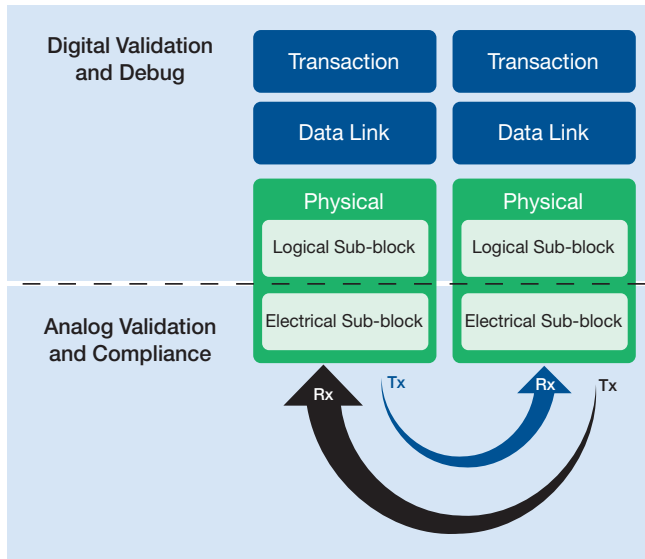 Digital Validation
and Debug
Transaction
Transaction
Data Link
Data Link
Physical
Physical
Logical Sub-block
Logical Sub-block
Analog Validation
and Compliance
Electrical Sub-block
Electrical Sub-block
Rx
Tx
Rx
Tx